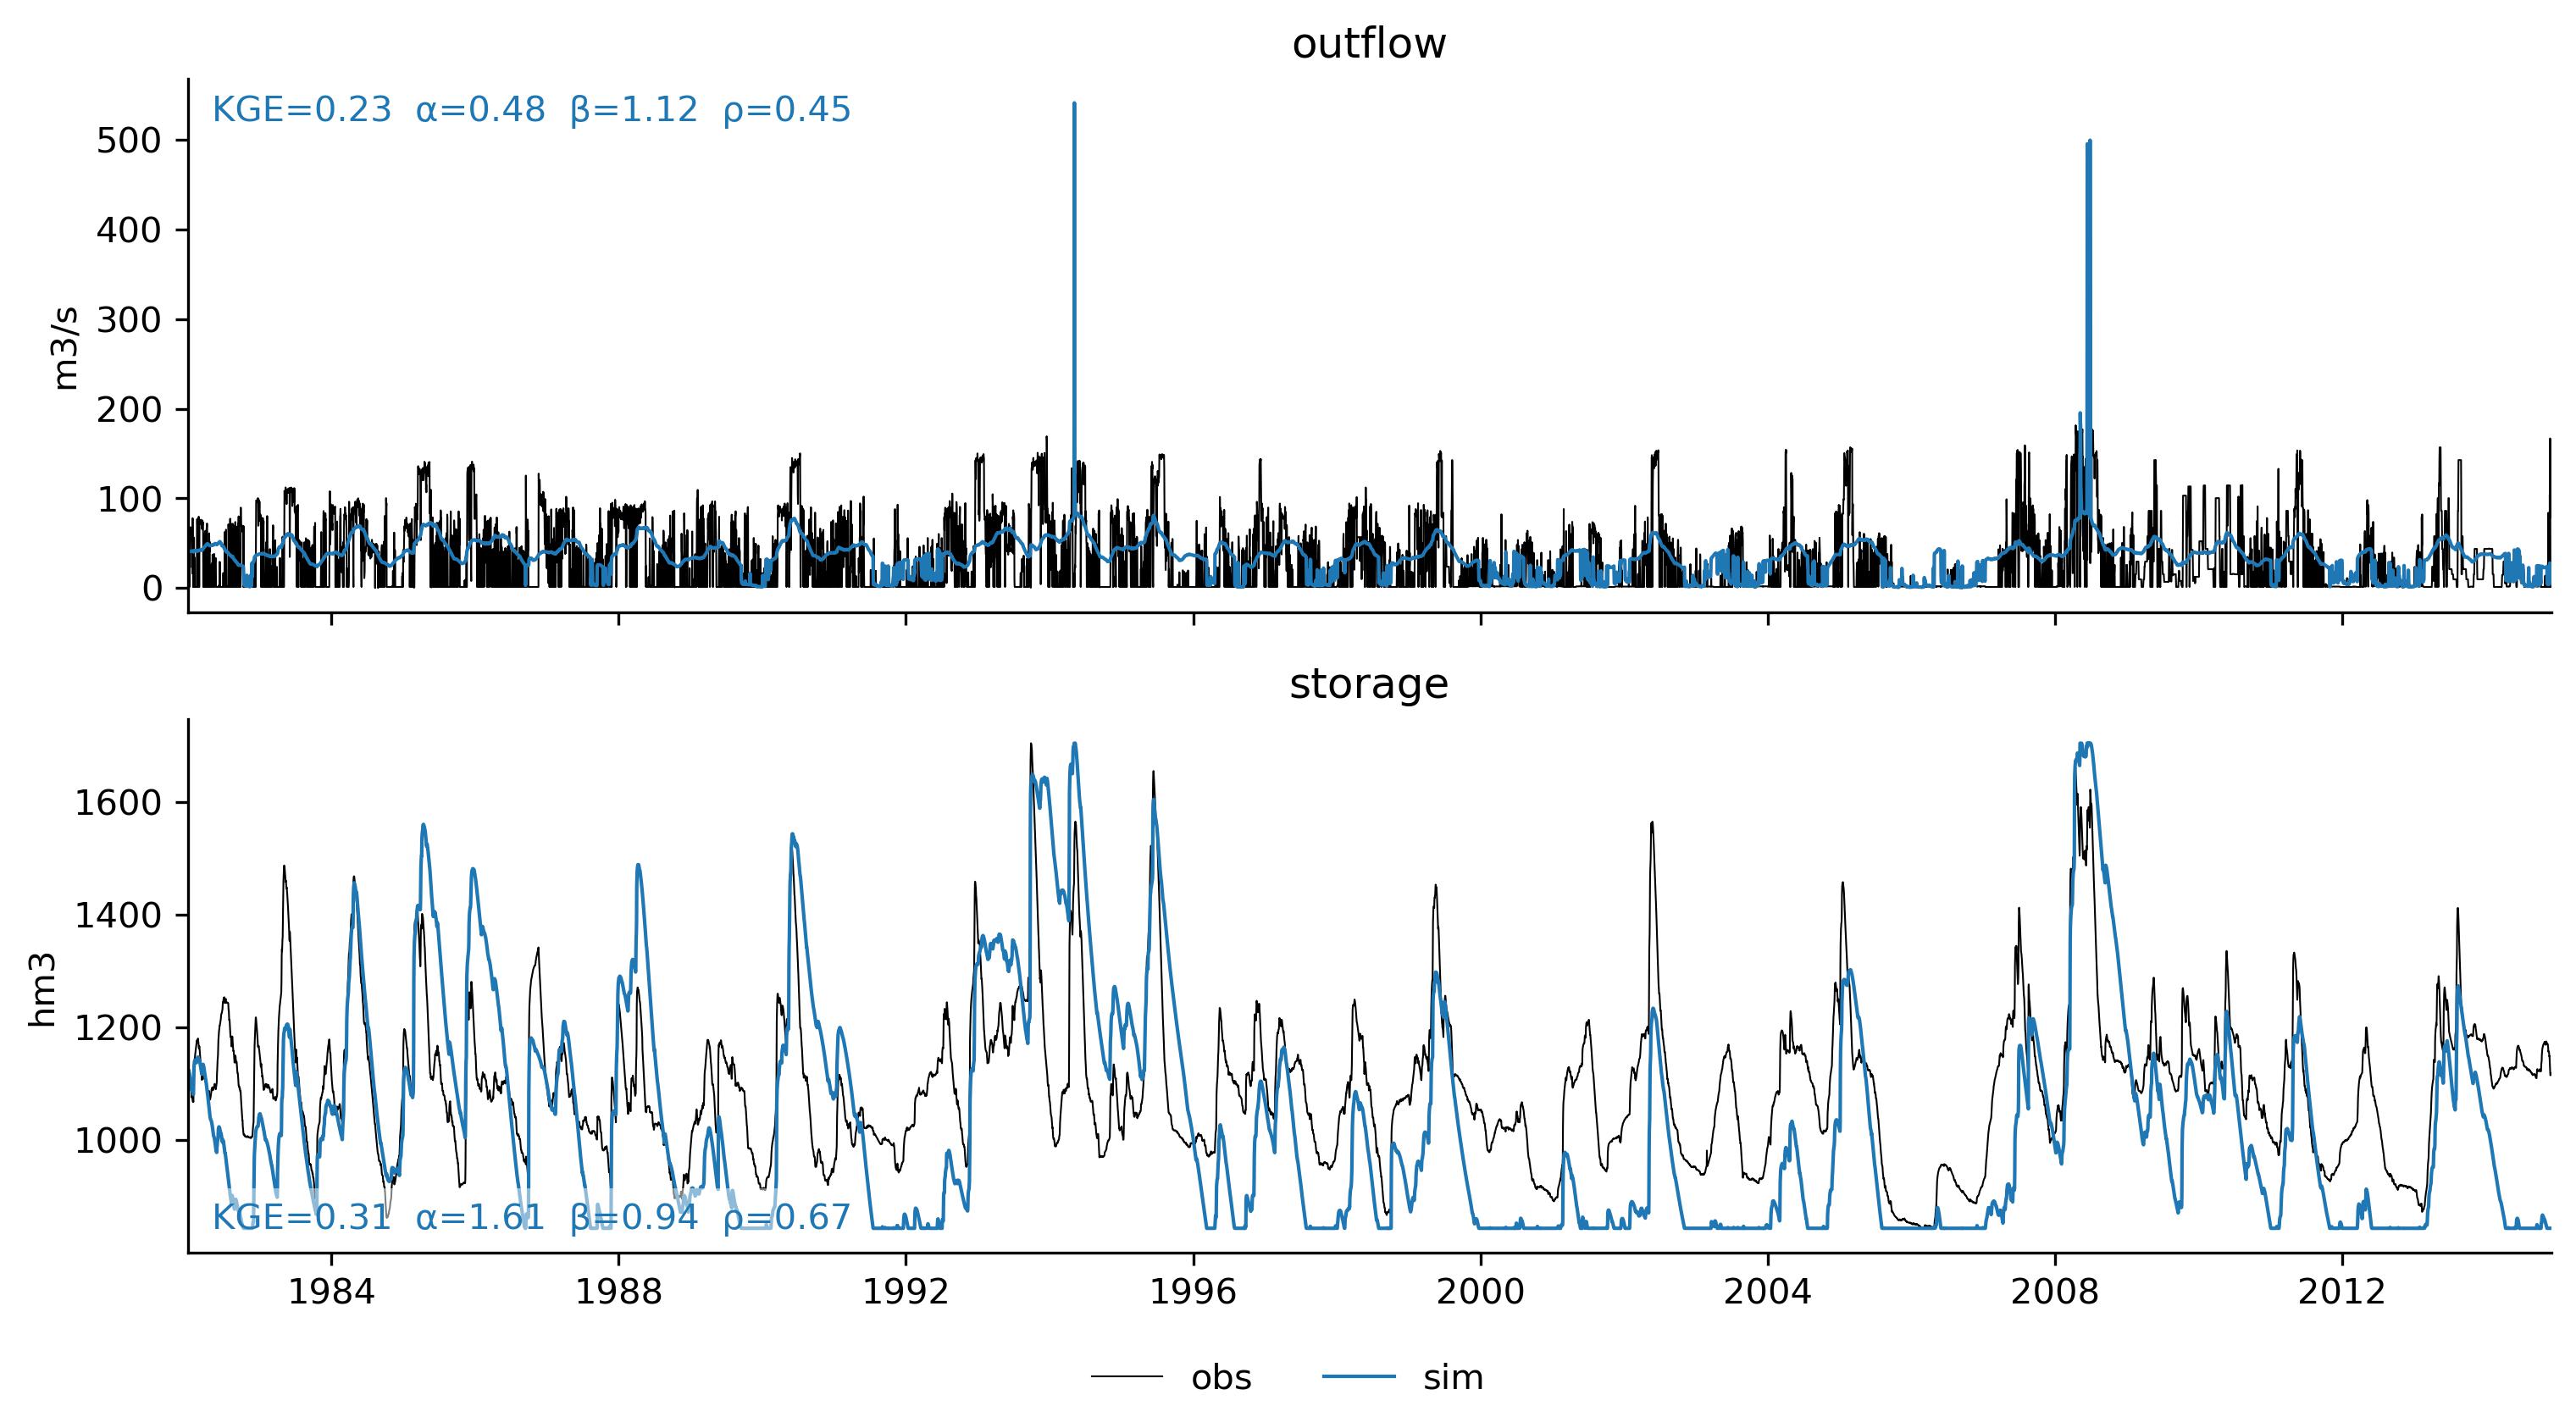 outflow
KGE=0.23 α=0.48 β=1.12 ρ=0.45
500
400
300
200
100
0
m3/s
storage
1600
1400
1200
1000
hm3
KGE=0.31 α=1.61 β=0.94 ρ=0.67
1984 1988 1992 1996 2000 2004 2008 2012
obs sim